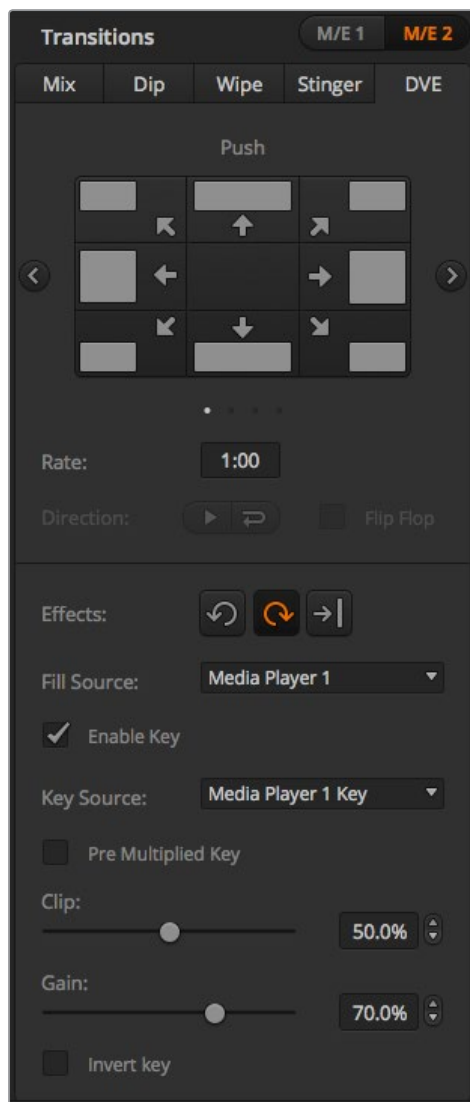 Transitions M/E 1 M/E 2
Mix Dip Wipe Stinger DVE
Push
Rate: 1:00
Direction: Flip Flop
Effects:
Fill Source: Media Player 1
Enable Key
Key Source: Media Player 1 Key
Pre Multiplied Key
Clip:
50.0%
Gain:
70.0%
Invert key